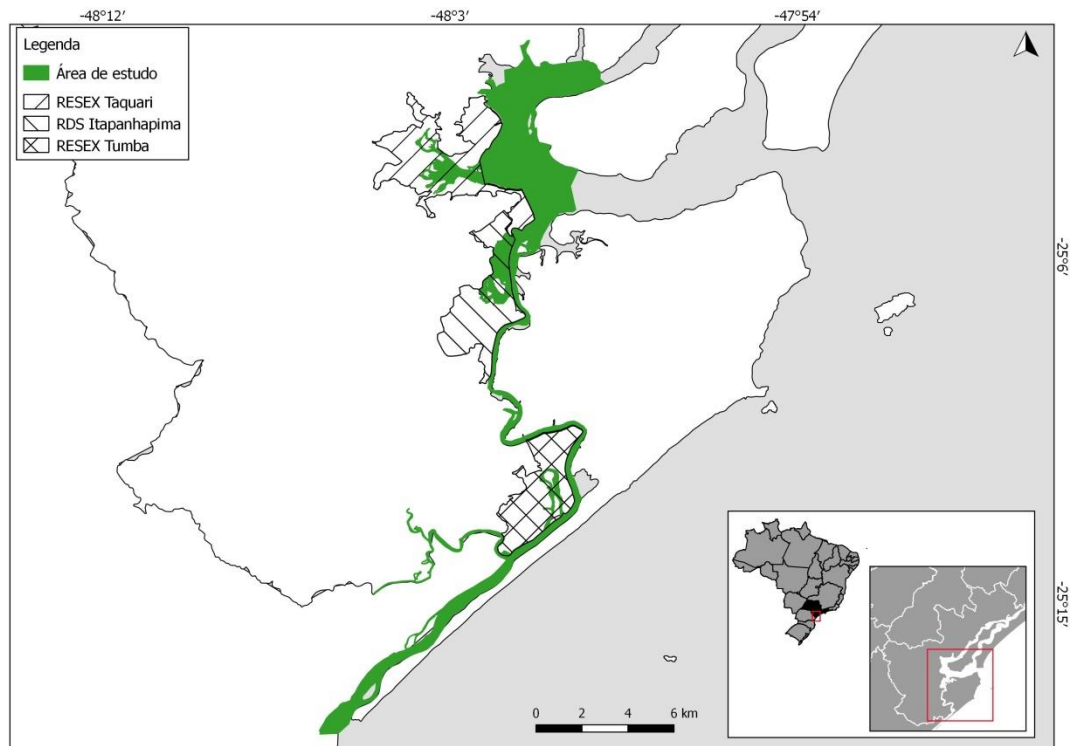 -48°12′
-48°3′
-47°54′
Legenda
Área de estudo
RESEX Taquari
RDS Itapanhapima
RESEX Tumba
-25°6′
-25°15′
0 2 4 6 km